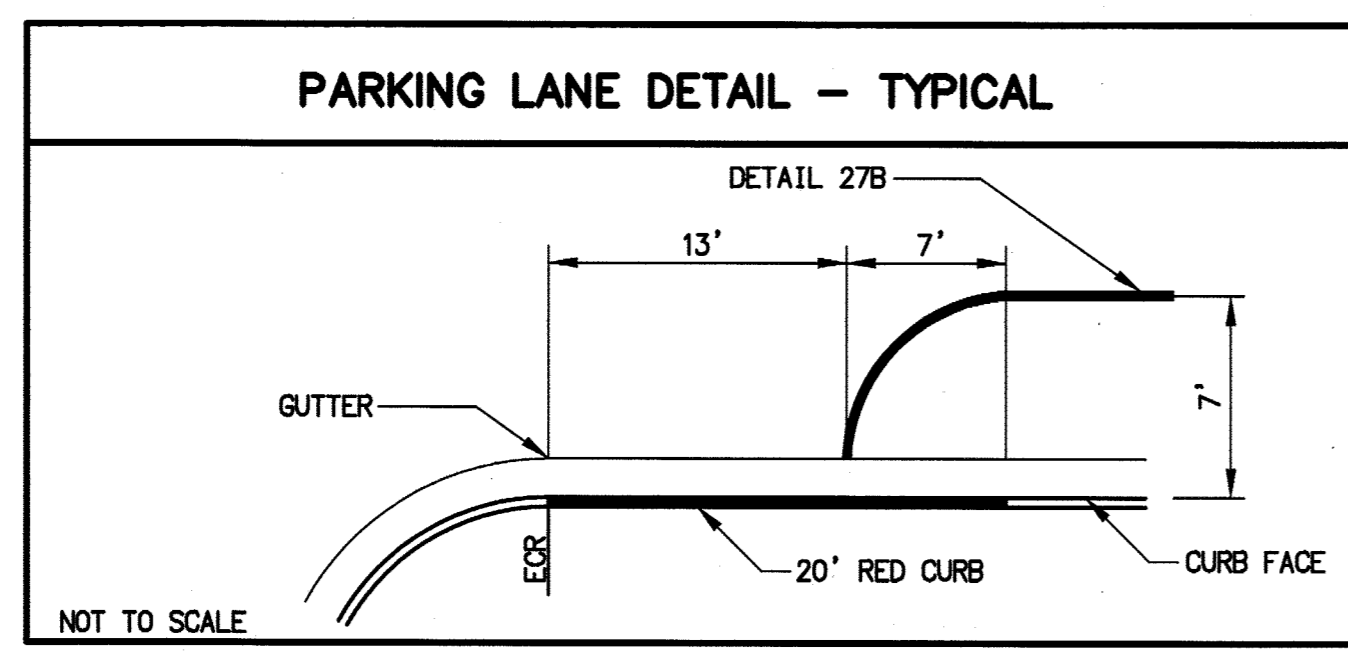 PARKING LANE DETAIL – TYPICAL
DETAIL 27B
13'
7'
GUTTER
7'
ECR
20' RED CURB
CURB FACE
NOT TO SCALE